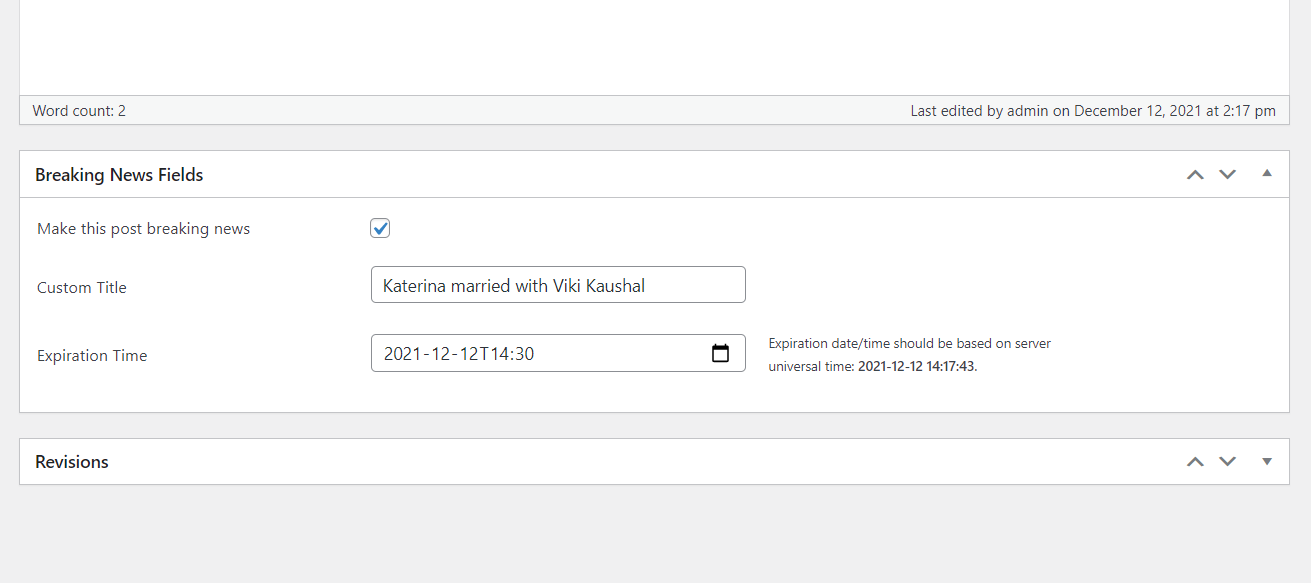 Word count: 2
Last edited by admin on December 12, 2021 at 2:17 pm
Breaking News Fields
Make this post breaking news
Custom Title
Katerina married with Viki Kaushal
Expiration Time
2021-12-12T14:30
Expiration date/time should be based on server
universal time: 2021-12-12 14:17:43.
Revisions